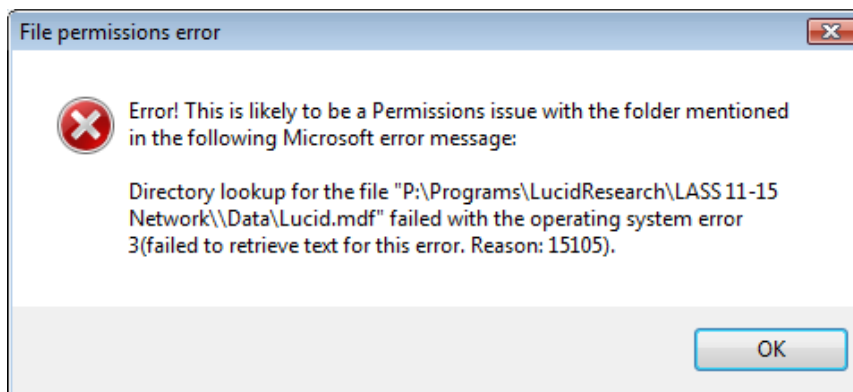 File permissions error
Error! This is likely to be a Permissions issue with the folder mentioned
in the following Microsoft error message:
Directory lookup for the file "P:\Programs\LucidResearch\LASS 11-15
Network\\Data\Lucid.mdf" failed with the operating system error
3(failed to retrieve text for this error. Reason: 15105).
OK